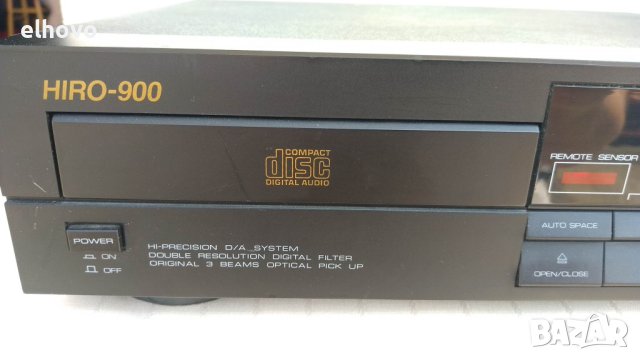 elhovo
HIRO-900
COMPACT
disc
DIGITAL AUDIO
REMOTE SENSOR
POWER
ON
OFF
HI-PRECISION D/A_SYSTEM
DOUBLE RESOLUTION DIGITAL FILTER
ORIGINAL 3 BEAMS OPTICAL PICK UP
AUTO SPACE
OPEN/CLOSE
bazar